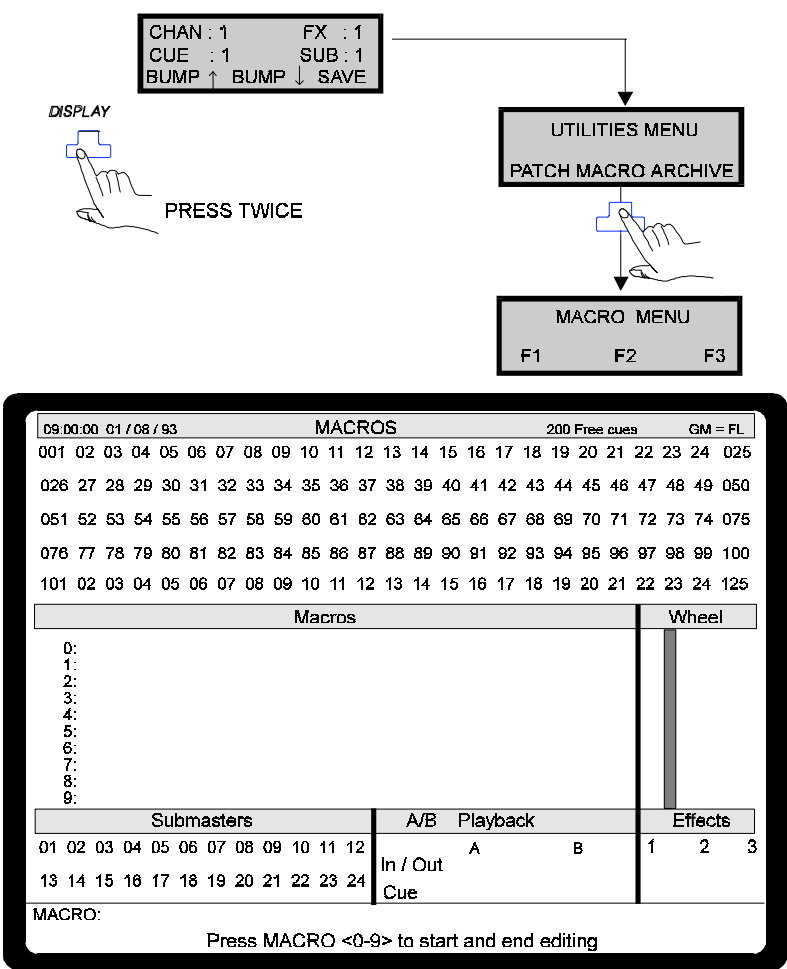 CHAN : 1 FX : 1
CUE : 1 SUB : 1
BUMP ↑ BUMP ↓ SAVE
DISPLAY
PRESS TWICE
UTILITIES MENU
PATCH MACRO ARCHIVE
MACRO MENU
F1 F2 F3
09:00:00 01 / 08 / 93 MACROS 200 Free cues GM = FL
001 02 03 04 05 06 07 08 09 10 11 12 13 14 15 16 17 18 19 20 21 22 23 24 025
026 27 28 29 30 31 32 33 34 35 36 37 38 39 40 41 42 43 44 45 46 47 48 49 050
051 52 53 54 55 56 57 58 59 60 61 62 63 64 65 66 67 68 69 70 71 72 73 74 075
076 77 78 79 80 81 82 83 84 85 86 87 88 89 90 91 92 93 94 95 96 97 98 99 100
101 02 03 04 05 06 07 08 09 10 11 12 13 14 15 16 17 18 19 20 21 22 23 24 125
Macros Wheel
0:
1:
2:
3:
4:
5:
6:
7:
8:
9:
Submasters A/B Playback Effects
01 02 03 04 05 06 07 08 09 10 11 12 A B 1 2 3
In / Out
13 14 15 16 17 18 19 20 21 22 23 24
Cue
MACRO:
Press MACRO <0-9> to start and end editing